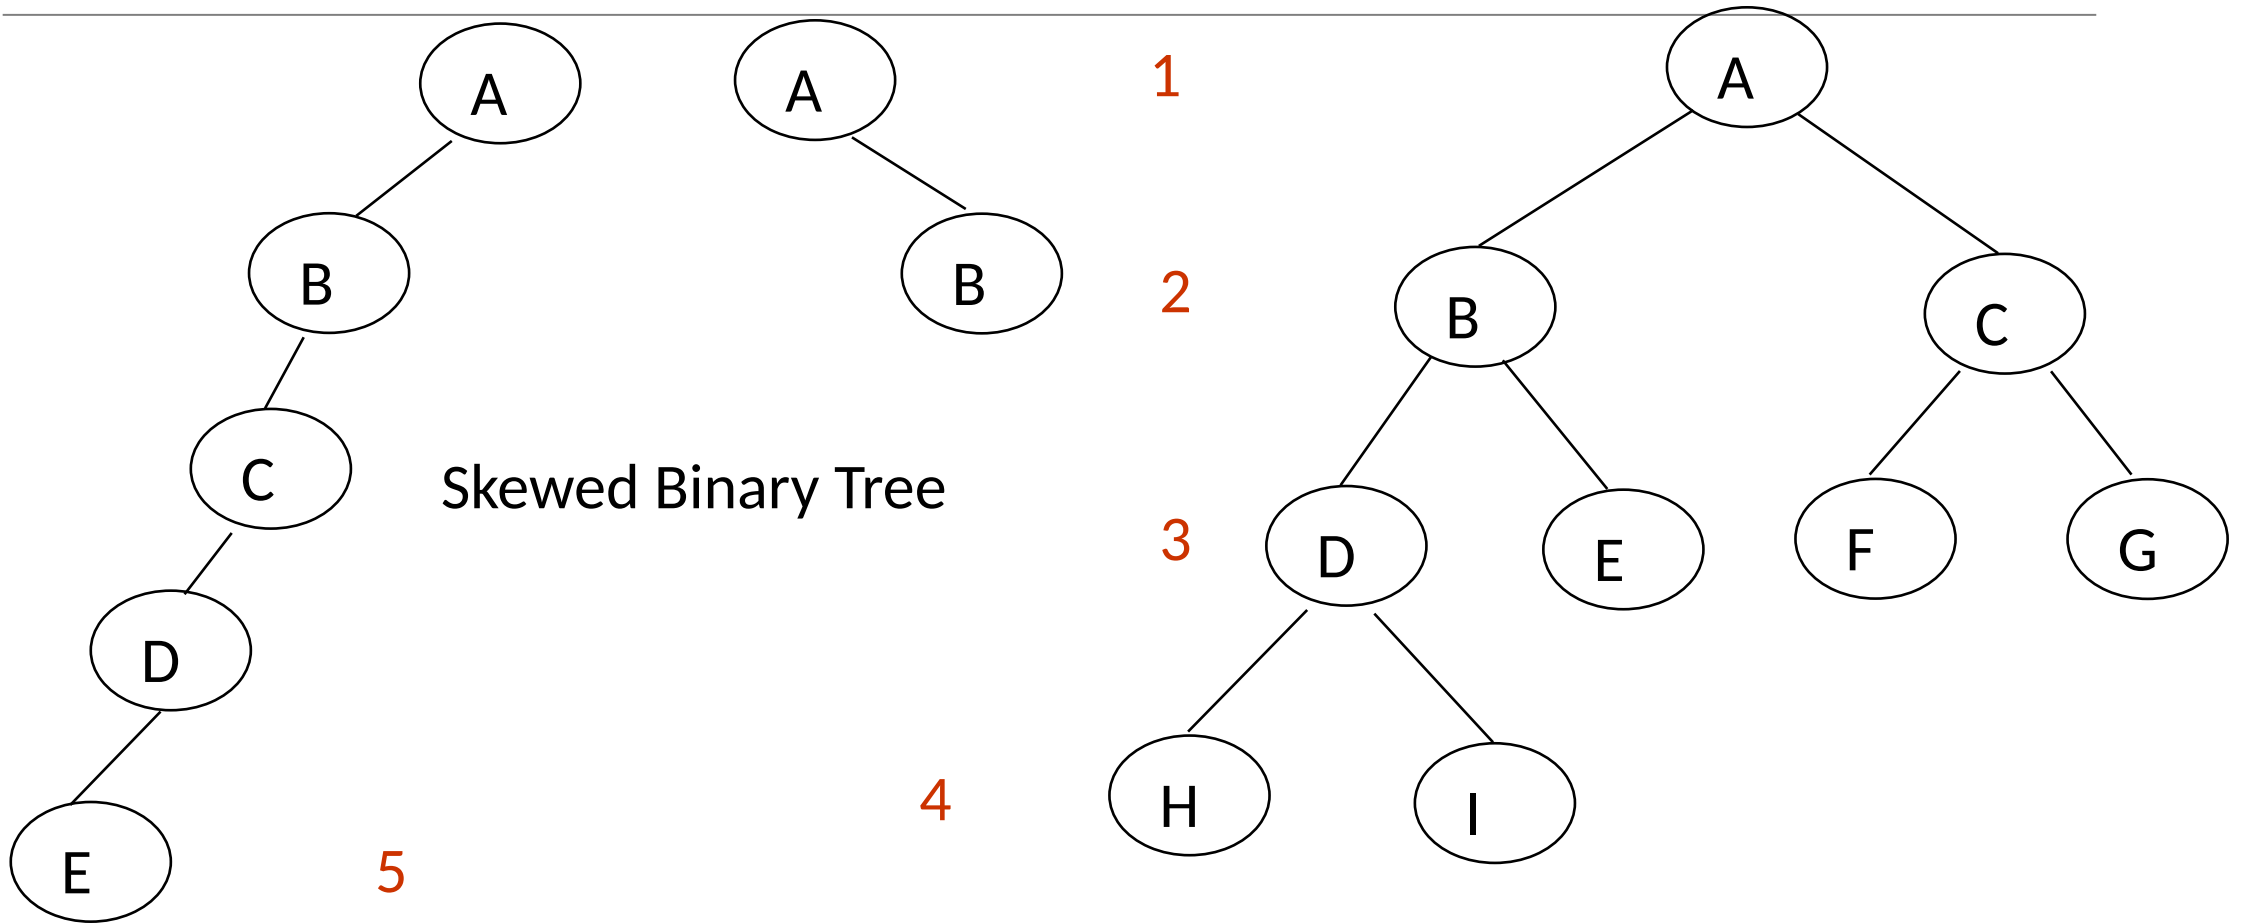 A A 1 A
B B 2 B C
C Skewed Binary Tree
3 D E F G
D
4 H I
E 5